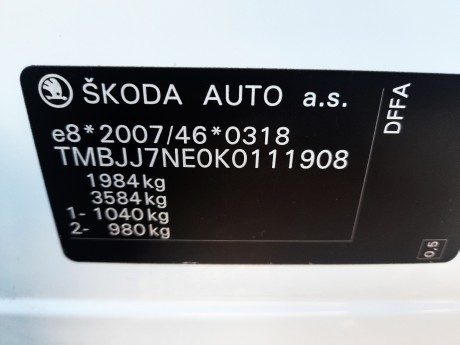 ŠKODA AUTO a.s.
e8*2007/46*0318
TMBJJ7NE0K0111908
1984kg
3584kg
1- 1040kg
2- 980kg
DFFA
0,5